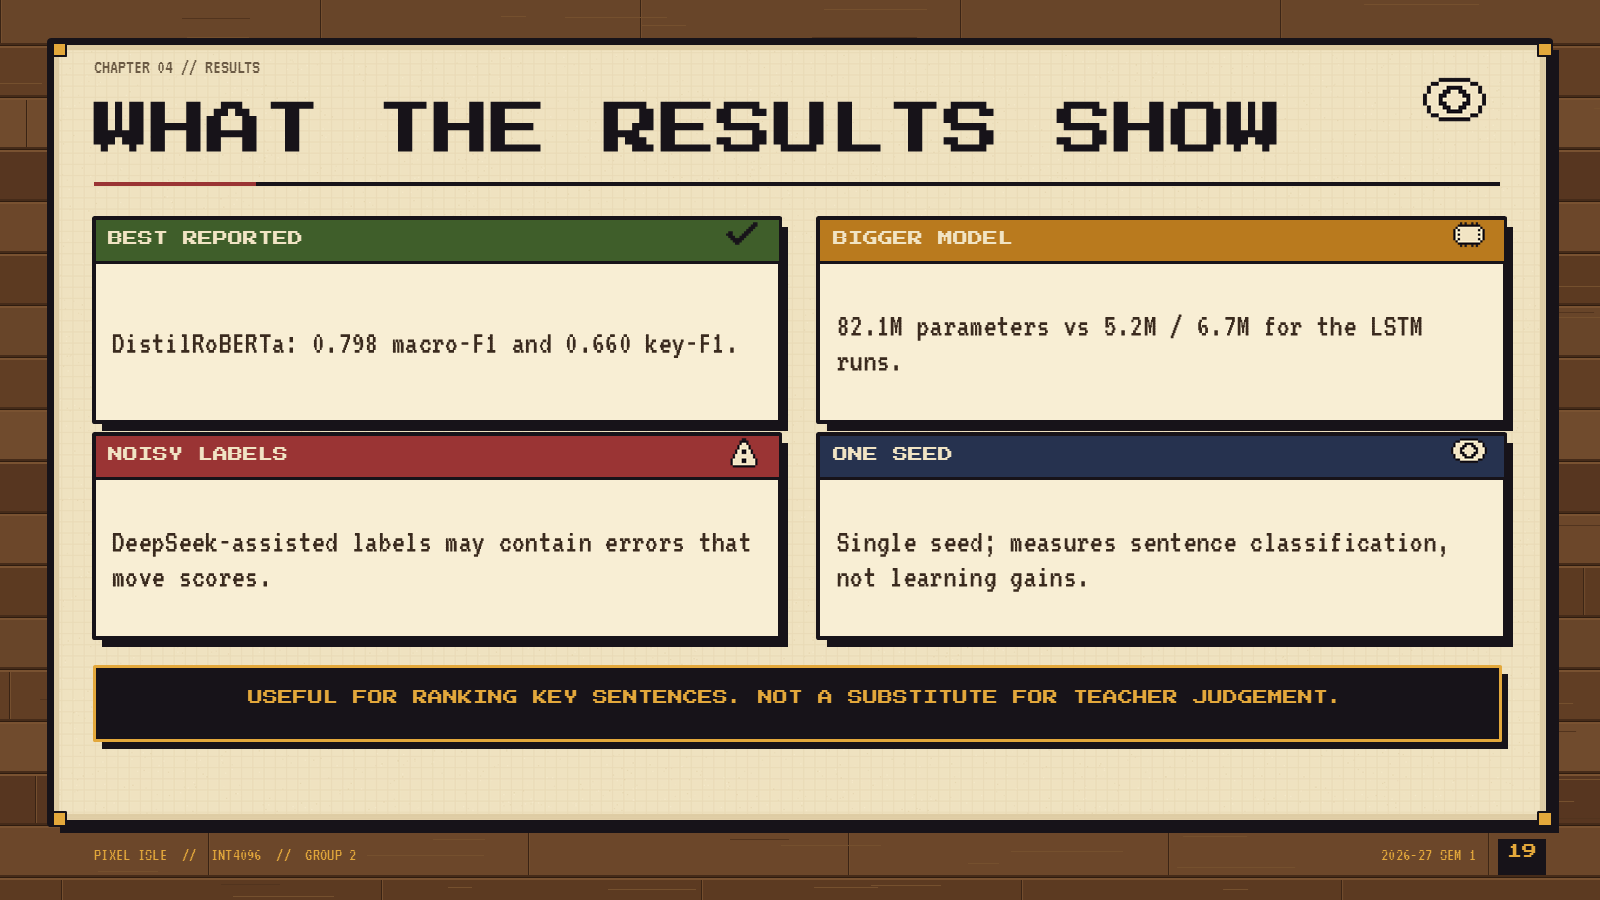 CHAPTER 04 // RESULTS
WHAT THE RESULTS SHOW
BEST REPORTED
DistilRoBERTa: 0.798 macro-F1 and 0.660 key-F1.
BIGGER MODEL
82.1M parameters vs 5.2M / 6.7M for the LSTM
runs.
NOISY LABELS
DeepSeek-assisted labels may contain errors that
move scores.
ONE SEED
Single seed; measures sentence classification,
not learning gains.
USEFUL FOR RANKING KEY SENTENCES. NOT A SUBSTITUTE FOR TEACHER JUDGEMENT.
PIXEL ISLE // INT4096 // GROUP 2
2026-27 SEM 1
19